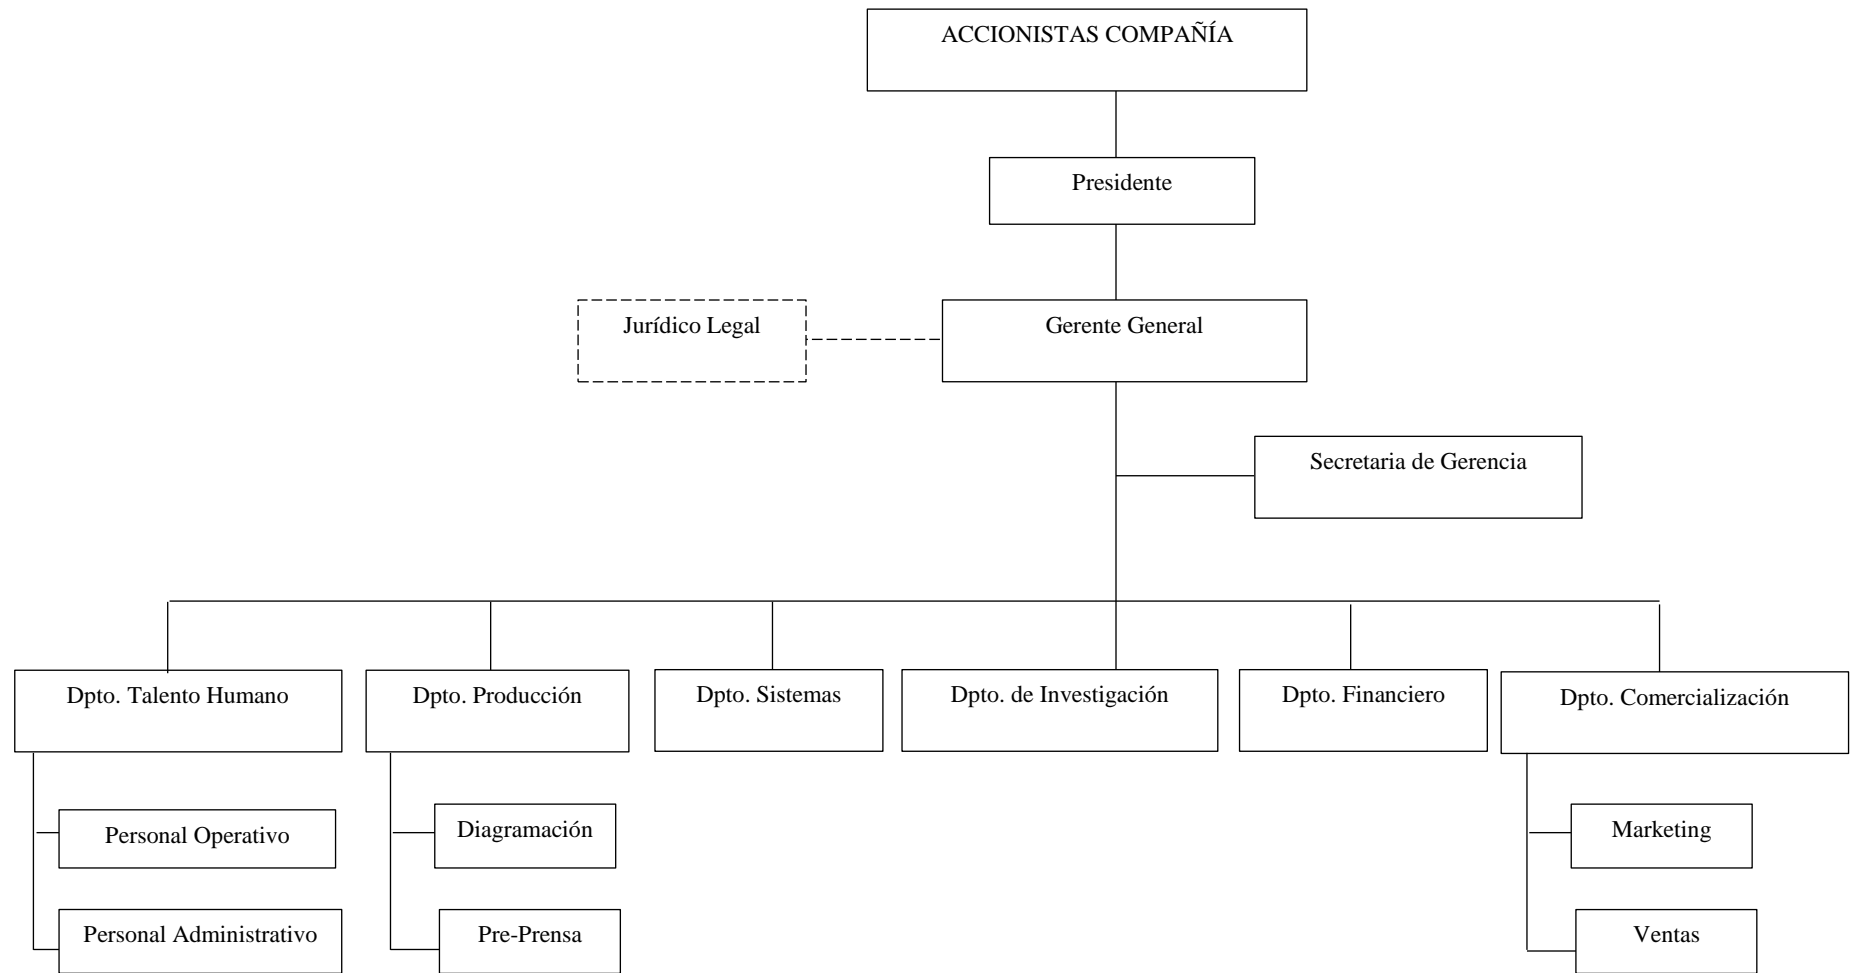 ACCIONISTAS COMPAÑÍA
Presidente
Jurídico Legal
Gerente General
Secretaria de Gerencia
Dpto. Talento Humano
Dpto. Producción
Dpto. Sistemas
Dpto. de Investigación
Dpto. Financiero
Dpto. Comercialización
Personal Operativo
Diagramación
Marketing
Personal Administrativo
Pre-Prensa
Ventas